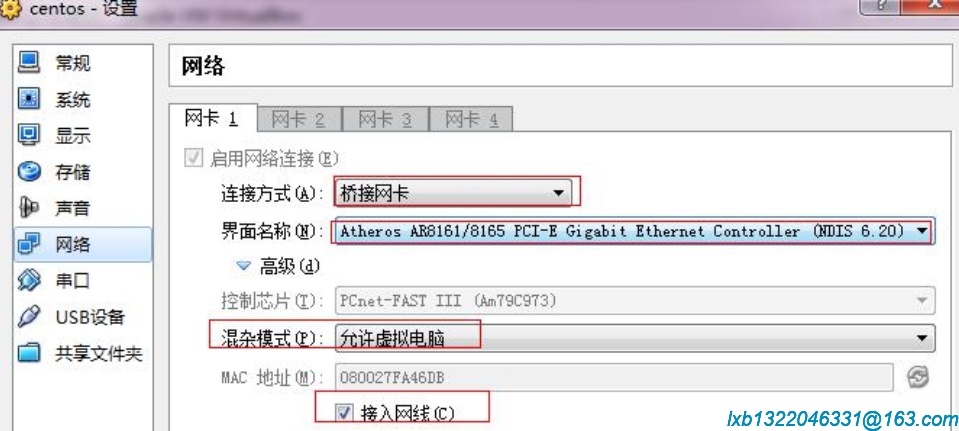 centos - 设置
常规
系统
显示
存储
声音
网络
串口
USB设备
共享文件夹
网络
网卡 1 网卡 2 网卡 3 网卡 4
启用网络连接(E)
连接方式(A): 桥接网卡
界面名称(N): Atheros AR8161/8165 PCI-E Gigabit Ethernet Controller (NDIS 6.20)
高级(d)
控制芯片(T): PCnet-FAST III (Am79C973)
混杂模式(P): 允许虚拟电脑
MAC 地址(M): 080027FA46DB
接入网线(C)
lxb1322046331@163.com